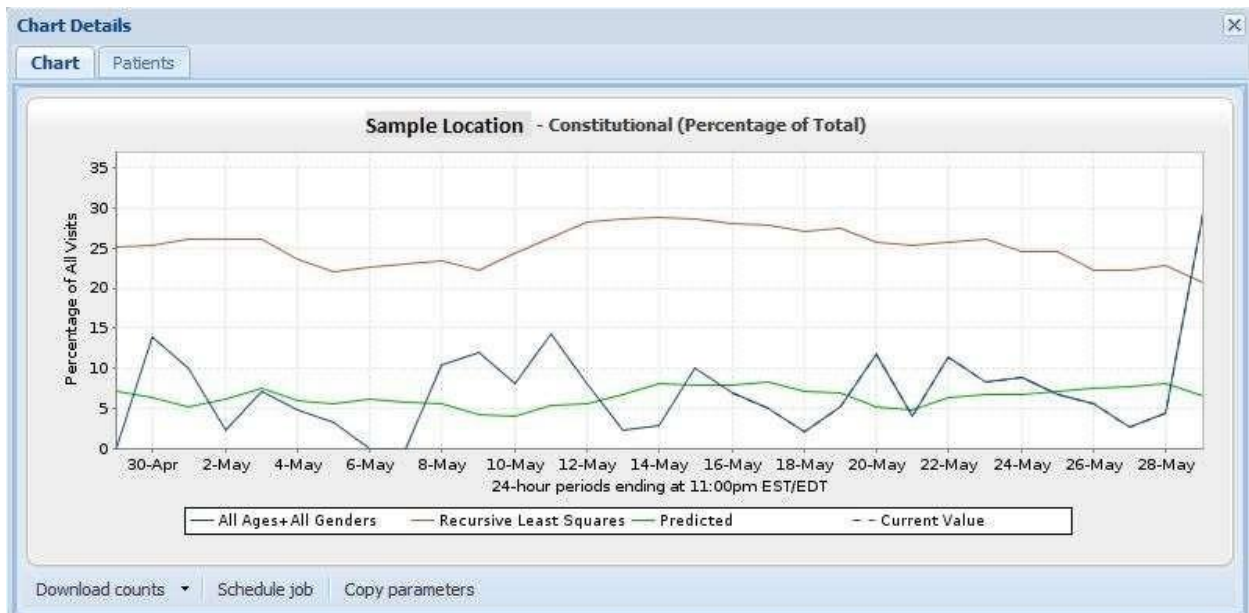 Chart Details
Chart Patients
Sample Location - Constitutional (Percentage of Total)
Percentage of All Visits
35
30
25
20
15
10
5
0
30-Apr 2-May 4-May 6-May 8-May 10-May 12-May 14-May 16-May 18-May 20-May 22-May 24-May 26-May 28-May
24-hour periods ending at 11:00pm EST/EDT
All Ages+All Genders Recursive Least Squares Predicted Current Value
Download counts Schedule job Copy parameters